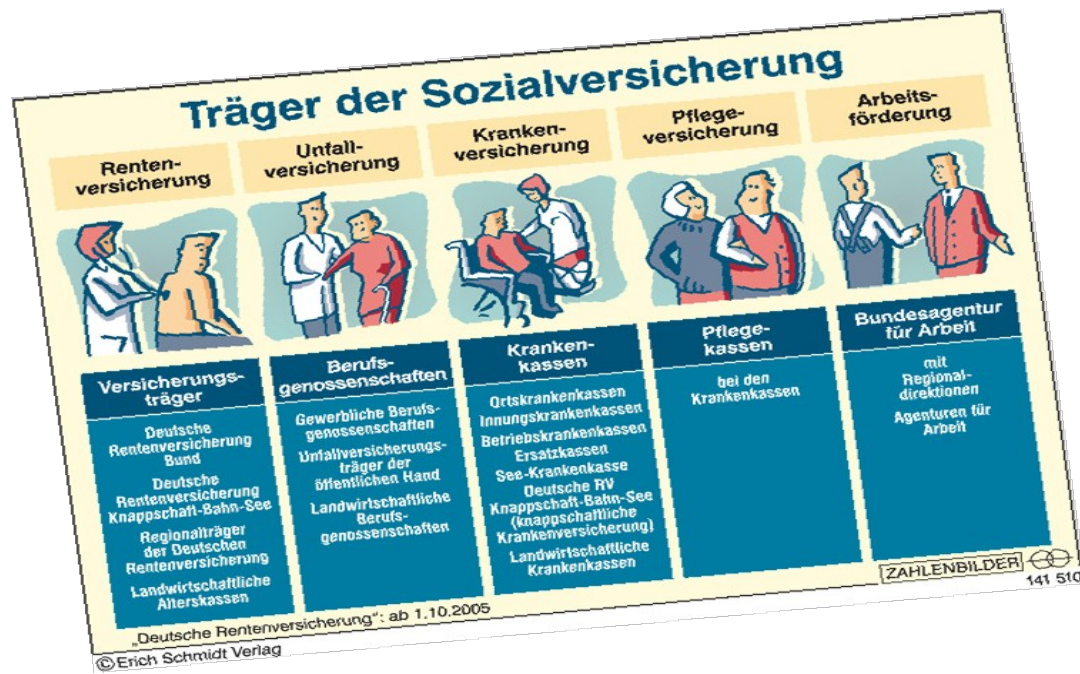 Träger der Sozialversicherung
Renten-
versicherung
Unfall-
versicherung
Kranken-
versicherung
Pflege-
versicherung
Arbeits-
förderung
Versicherungs-
träger
Deutsche
Rentenversicherung
Bund
Deutsche
Rentenversicherung
Knappschaft-Bahn-See
Regionalträger
der Deutschen
Rentenversicherung
Landwirtschaftliche
Alterskassen
Berufs-
genossenschaften
Gewerbliche Berufs-
genossenschaften
Unfallversicherungs-
träger der
öffentlichen Hand
Landwirtschaftliche
Berufs-
genossenschaften
Kranken-
kassen
Ortskrankenkassen
Innungskrankenkassen
Betriebskrankenkassen
Ersatzkassen
See-Krankenkasse
Deutsche RV
Knappschaft-Bahn-See
(knappschaftliche
Krankenversicherung)
Landwirtschaftliche
Krankenkassen
Pflege-
kassen
bei den
Krankenkassen
Bundesagentur
für Arbeit
mit
Regional-
direktionen
Agenturen für
Arbeit
„Deutsche Rentenversicherung": ab 1.10.2005
ZAHLENBILDER
141 510
© Erich Schmidt Verlag